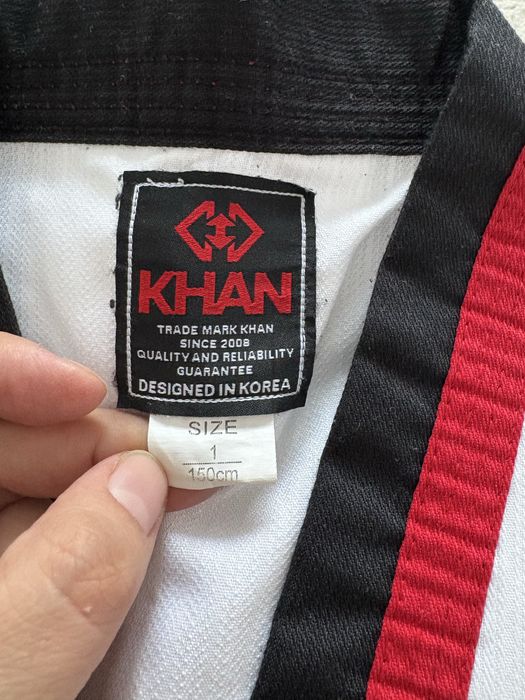 KHAN
TRADE MARK KHAN
SINCE 2008
QUALITY AND RELIABILITY
GUARANTEE
DESIGNED IN KOREA
SIZE
1
150cm